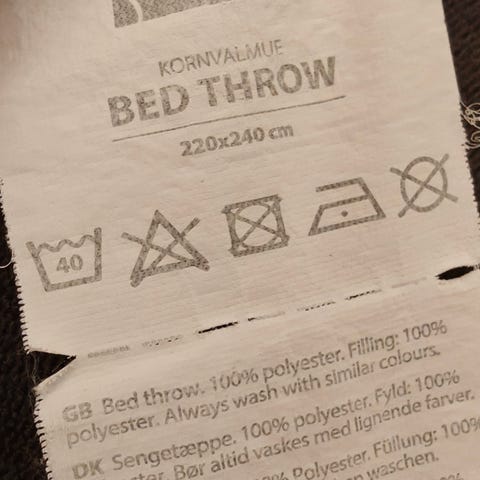 KORNVALMUE
BED THROW
220x240 cm
40
GB Bed throw. 100% polyester. Filling: 100%
polyester. Always wash with similar colours.
DK Sengetæppe. 100% polyester. Fyld: 100%
Bør altid vaskes med lignende farver.
Polyester. Füllung: 100%
waschen.